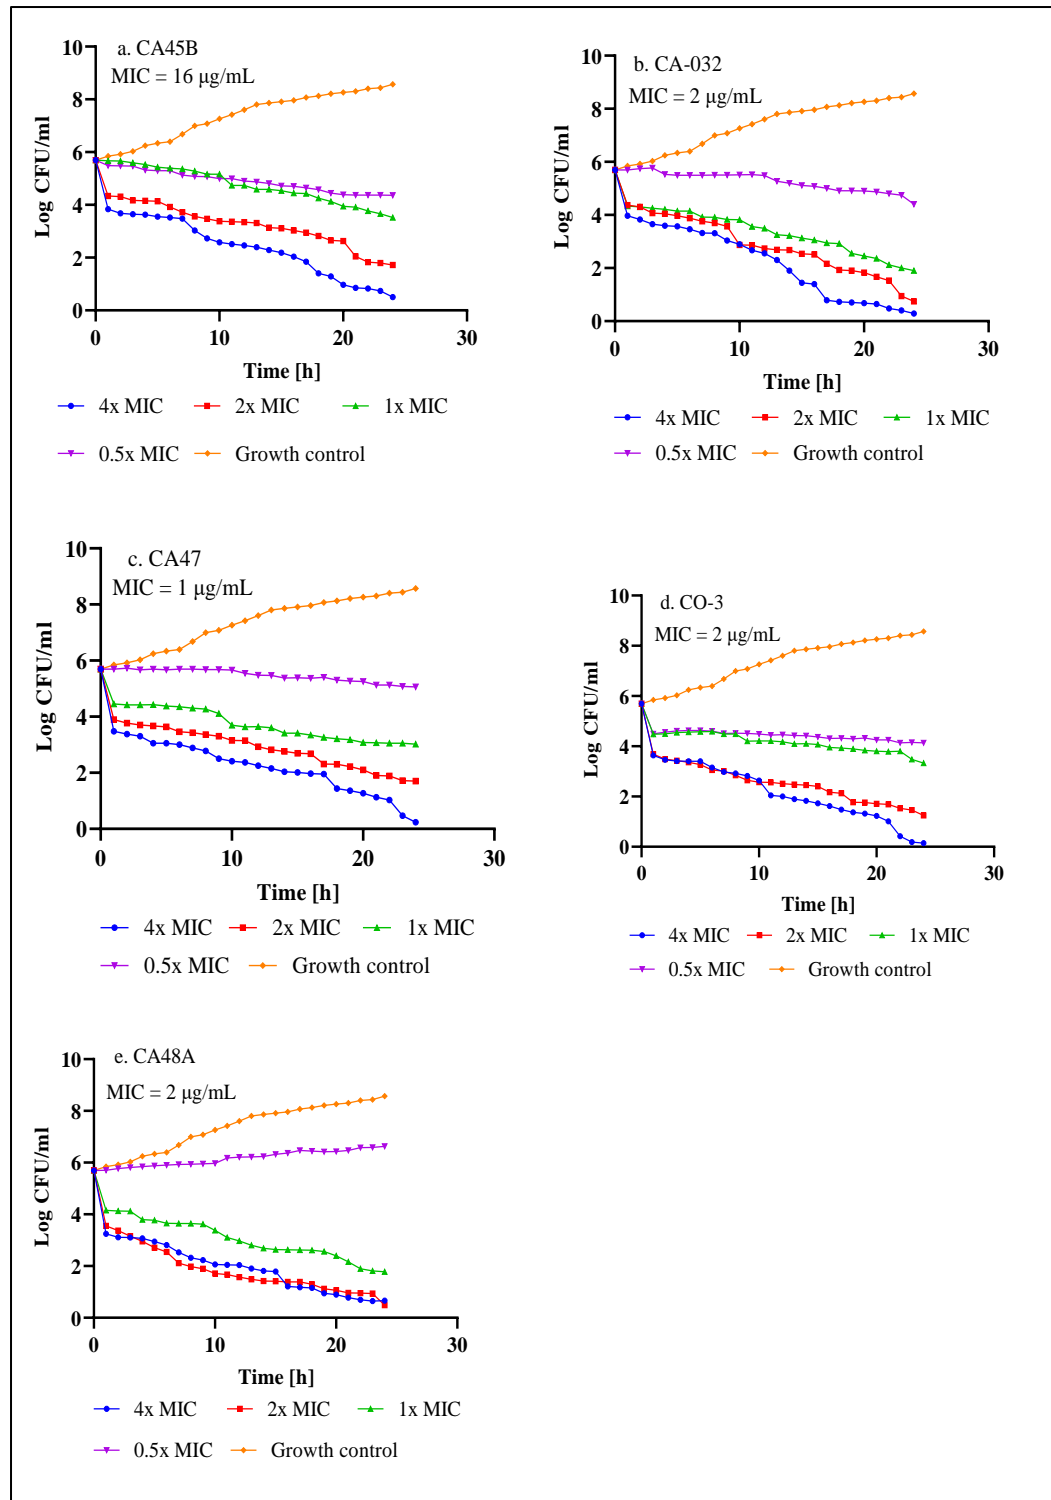 a. CA45B
MIC = 16 μg/mL
10
8
6
4
2
0
Log CFU/ml
0 10 20 30
Time [h]
4x MIC 2x MIC 1x MIC
0.5x MIC Growth control
b. CA-032
MIC = 2 μg/mL
10
8
6
4
2
0
Log CFU/ml
0 10 20 30
Time [h]
4x MIC 2x MIC 1x MIC
0.5x MIC Growth control
c. CA47
MIC = 1 μg/mL
10
8
6
4
2
0
Log CFU/ml
0 10 20 30
Time [h]
4x MIC 2x MIC 1x MIC
0.5x MIC Growth control
d. CO-3
MIC = 2 μg/mL
10
8
6
4
2
0
Log CFU/ml
0 10 20 30
Time [h]
4x MIC 2x MIC 1x MIC
0.5x MIC Growth control
e. CA48A
MIC = 2 μg/mL
10
8
6
4
2
0
Log CFU/ml
0 10 20 30
Time [h]
4x MIC 2x MIC 1x MIC
0.5x MIC Growth control